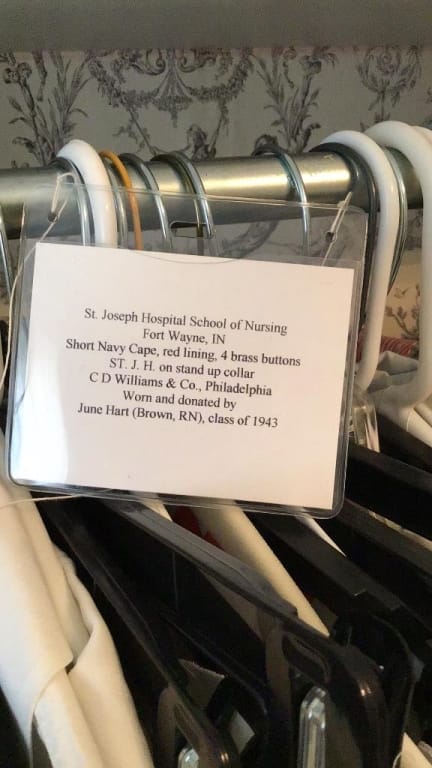 St. Joseph Hospital School of Nursing
Fort Wayne, IN
Short Navy Cape, red lining, 4 brass buttons
ST. J. H. on stand up collar
C D Williams & Co., Philadelphia
Worn and donated by
June Hart (Brown, RN), class of 1943